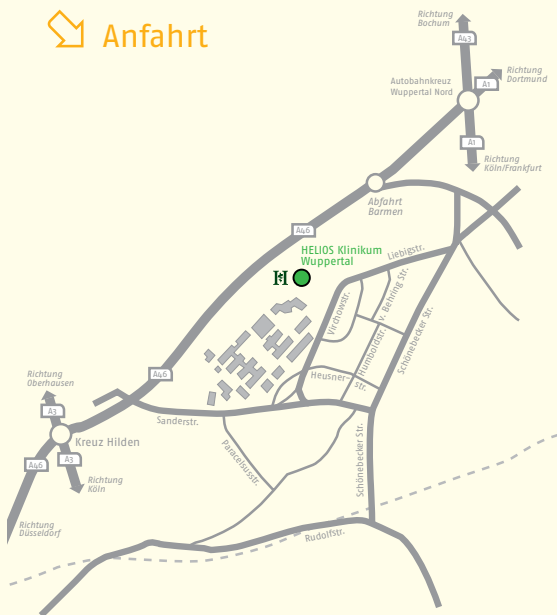 Anfahrt
Richtung
Bochum
A43
Richtung
Dortmund
A1
Autobahnkreuz
Wuppertal Nord
A1
Richtung
Köln/Frankfurt
Abfahrt
Barmen
A46
HELIOS Klinikum
Wuppertal
H
Liebigstr.
Virchowstr.
v. Behring Str.
Humboldstr.
Schönebecker Str.
Heusner-
str.
A46
Richtung
Oberhausen
A3
Kreuz Hilden
A3
A46
Richtung
Köln
Richtung
Düsseldorf
Sanderstr.
Paracelsusstr.
Schönebecker Str.
Rudolfstr.